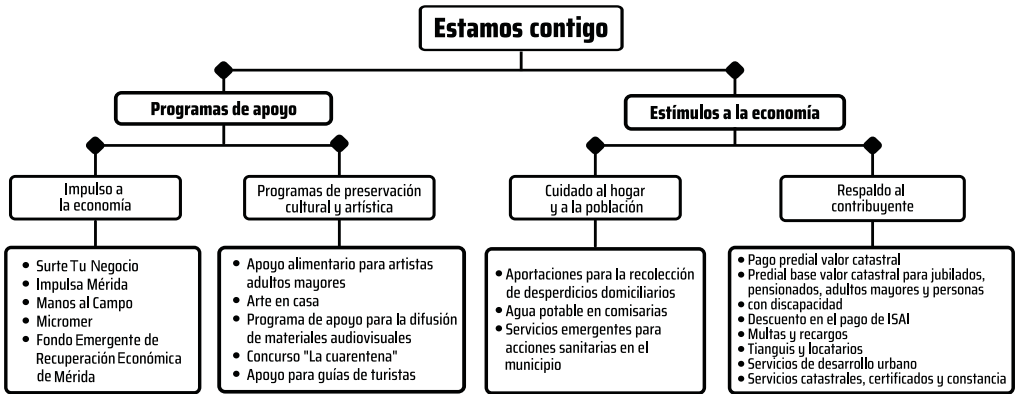 Estamos contigo
Programas de apoyo
Estímulos a la economía
Impulso a
la economía
Programas de preservación
cultural y artística
Cuidado al hogar
y a la población
Respaldo al
contribuyente
• Surte Tu Negocio
• Impulsa Mérida
• Manos al Campo
• Micromer
• Fondo Emergente de
Recuperación Económica
de Mérida
• Apoyo alimentario para artistas
adultos mayores
• Arte en casa
• Programa de apoyo para la difusión
de materiales audiovisuales
• Concurso "La cuarentena"
• Apoyo para guías de turistas
• Aportaciones para la recolección
de desperdicios domiciliarios
• Agua potable en comisarias
• Servicios emergentes para
acciones sanitarias en el
municipio
• Pago predial valor catastral
• Predial base valor catastral para jubilados,
pensionados, adultos mayores y personas
• con discapacidad
• Descuento en el pago de ISAI
• Multas y recargos
• Tianguis y locatarios
• Servicios de desarrollo urbano
• Servicios catastrales, certificados y constancia